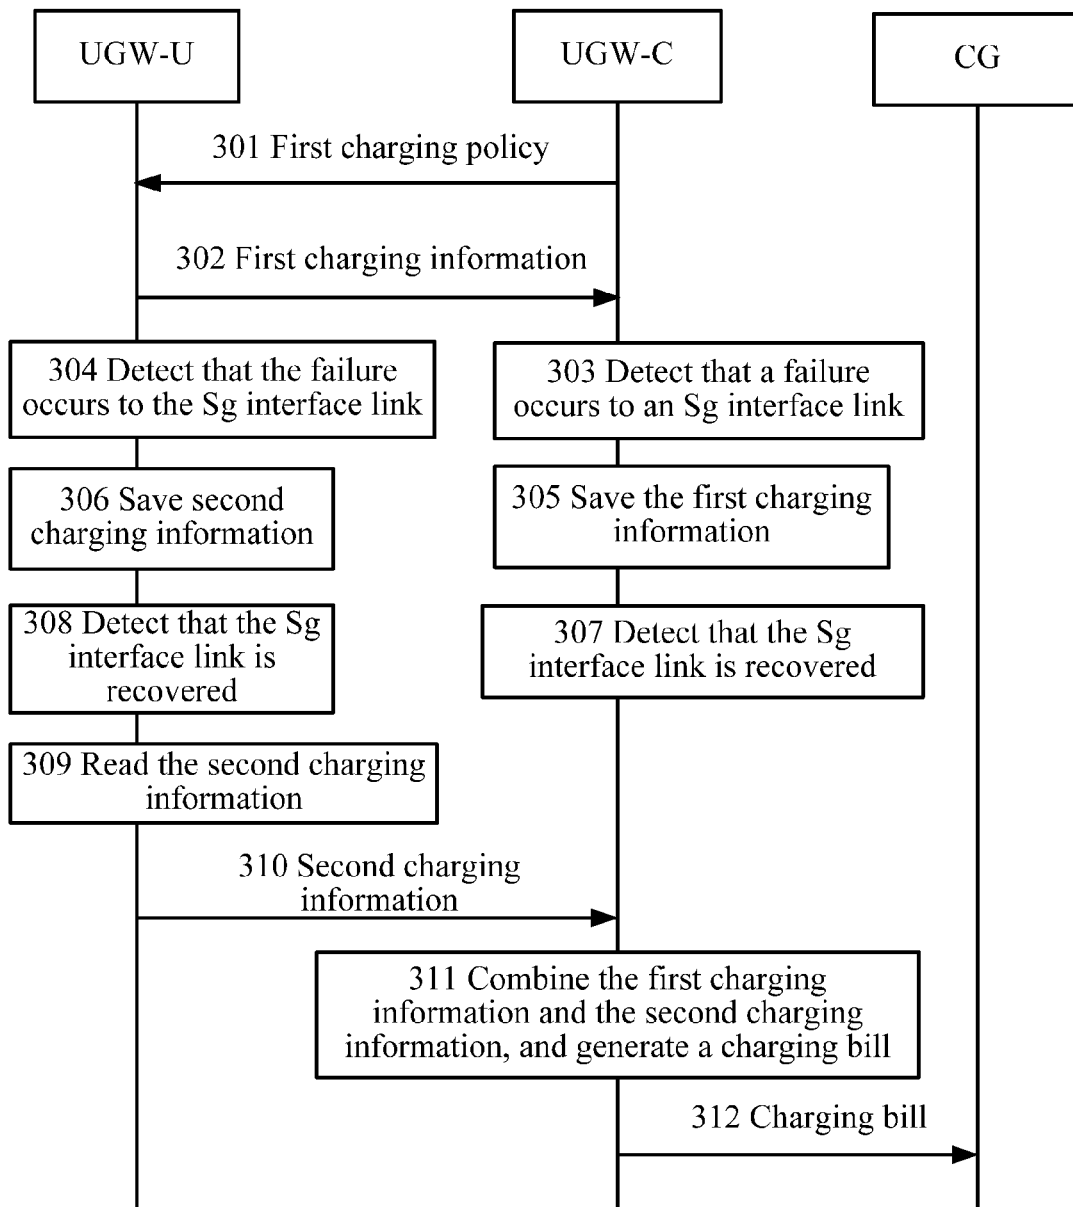 UGW-U
UGW-C
CG
301 First charging policy
302 First charging information
304 Detect that the failure
occurs to the Sg interface link
303 Detect that a failure
occurs to an Sg interface link
306 Save second
charging information
305 Save the first charging
information
308 Detect that the Sg
interface link is
recovered
307 Detect that the Sg
interface link is recovered
309 Read the second charging
information
310 Second charging
information
311 Combine the first charging
information and the second charging
information, and generate a charging bill
312 Charging bill